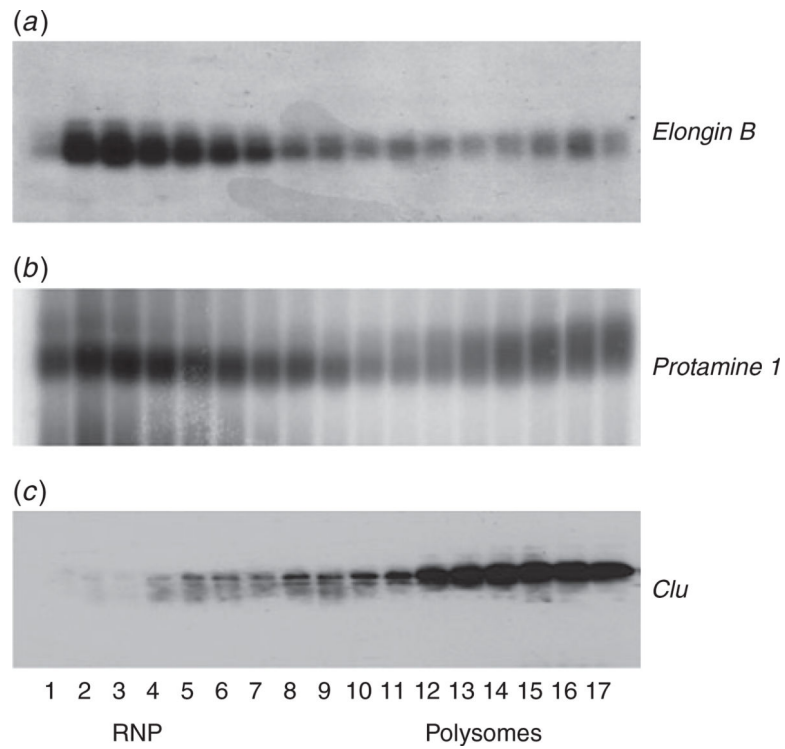 (a)
Elongin B
(b)
Protamine 1
(c)
Clu
1 2 3 4 5 6 7 8 9 10 11 12 13 14 15 16 17
RNP Polysomes